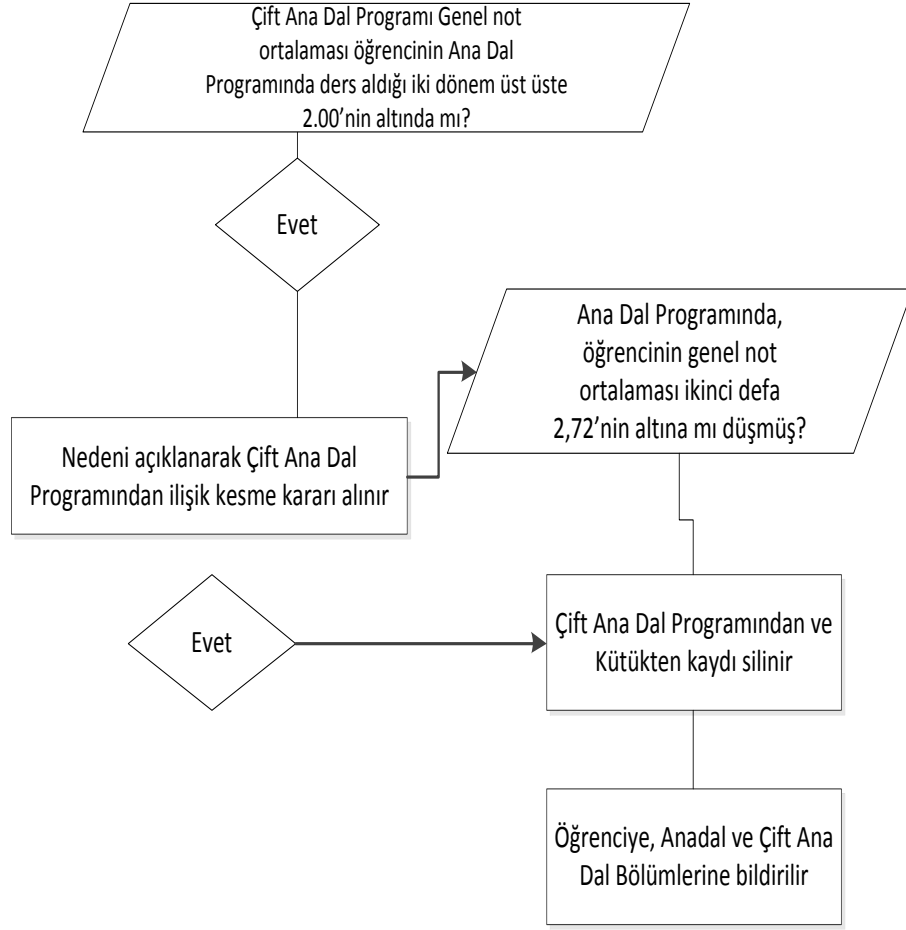 Çift Ana Dal Programı Genel not
ortalaması öğrencinin Ana Dal
Programında ders aldığı iki dönem üst üste
2.00’nin altında mı?
Evet
Ana Dal Programında,
öğrencinin genel not
ortalaması ikinci defa
2,72’nin altına mı düşmüş?
Nedeni açıklanarak Çift Ana Dal
Programından ilişik kesme kararı alınır
Evet
Çift Ana Dal Programından ve
Kütükten kaydı silinir
Öğrenciye, Anadal ve Çift Ana
Dal Bölümlerine bildirilir